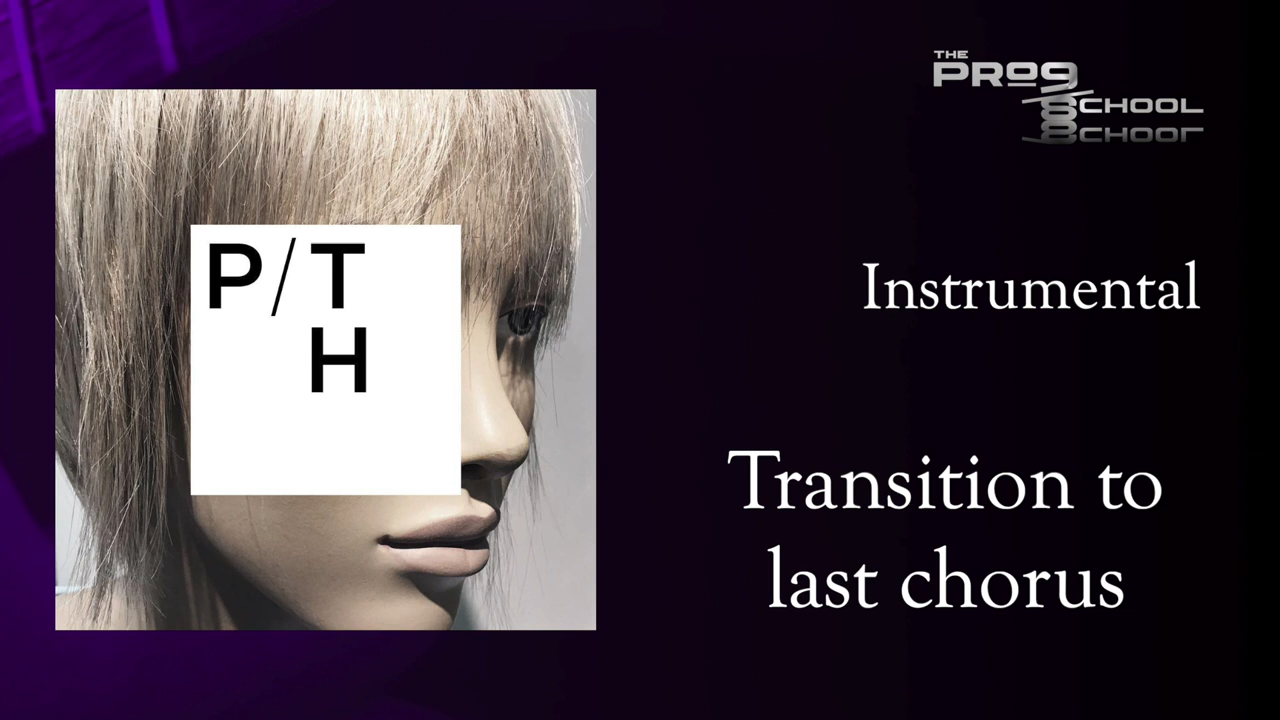 P/T
H
THE
PROG
SCHOOL
Instrumental
Transition to
last chorus